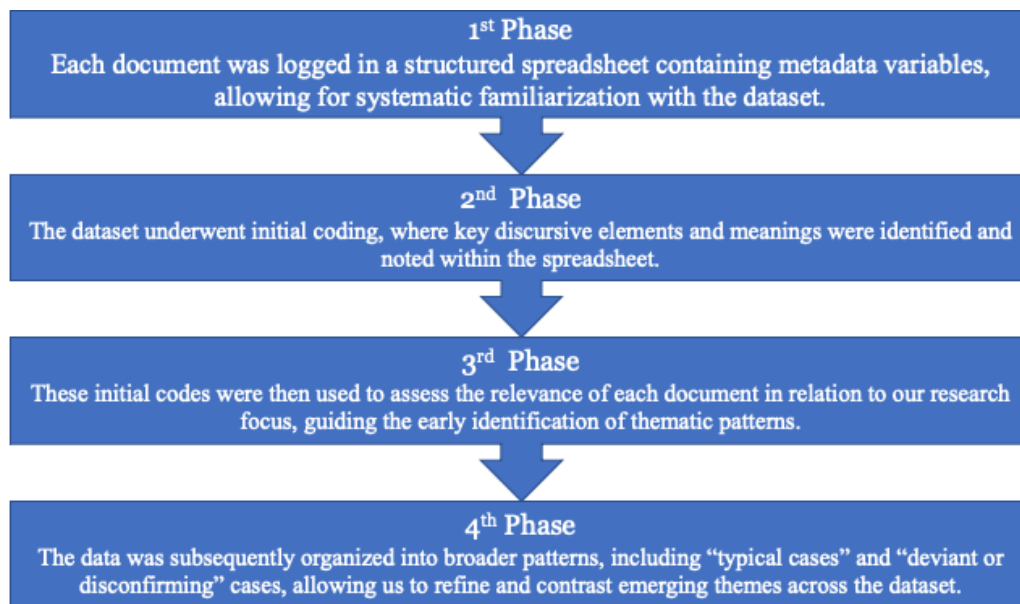 1st Phase
Each document was logged in a structured spreadsheet containing metadata variables,
allowing for systematic familiarization with the dataset.
2nd Phase
The dataset underwent initial coding, where key discursive elements and meanings were identified and
noted within the spreadsheet.
3rd Phase
These initial codes were then used to assess the relevance of each document in relation to our research
focus, guiding the early identification of thematic patterns.
4th Phase
The data was subsequently organized into broader patterns, including “typical cases” and “deviant or
disconfirming” cases, allowing us to refine and contrast emerging themes across the dataset.